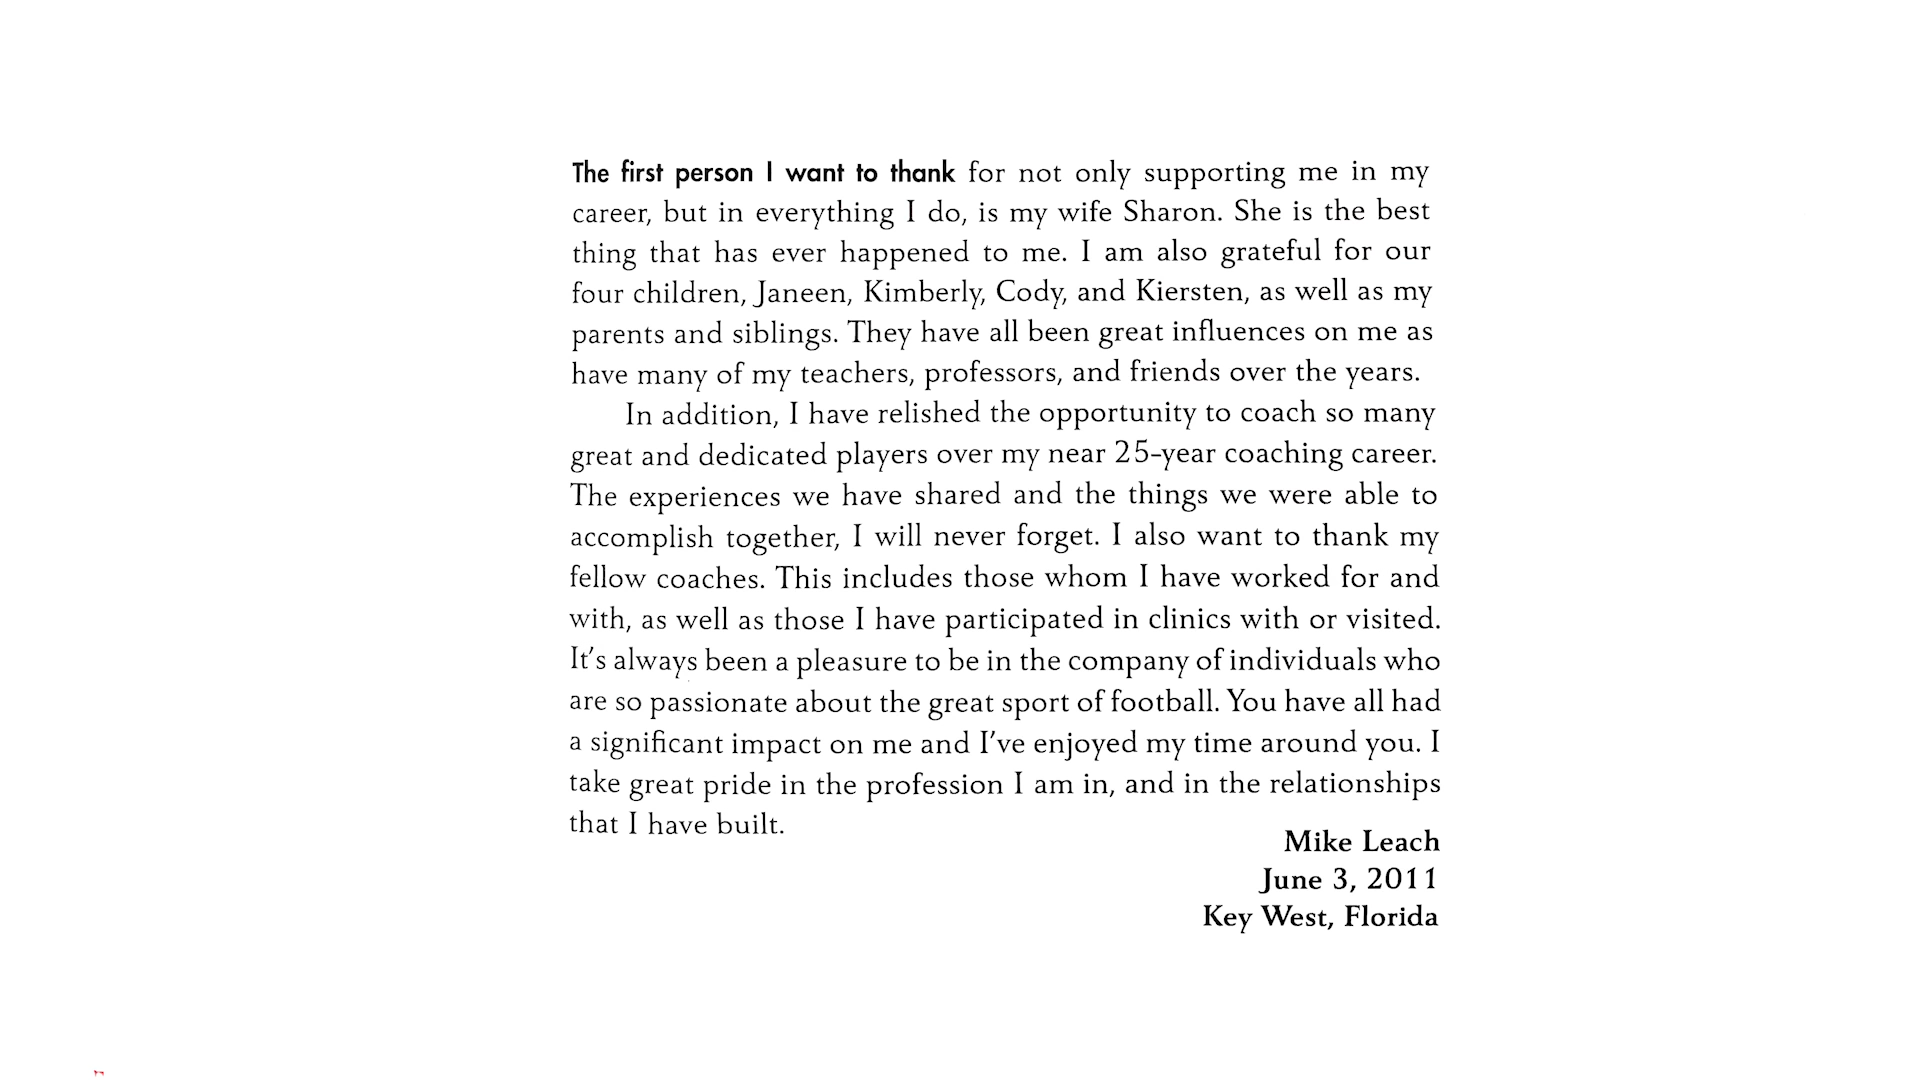 The first person I want to thank for not only supporting me in my
career, but in everything I do, is my wife Sharon. She is the best
thing that has ever happened to me. I am also grateful for our
four children, Janeen, Kimberly, Cody, and Kiersten, as well as my
parents and siblings. They have all been great influences on me as
have many of my teachers, professors, and friends over the years.
In addition, I have relished the opportunity to coach so many
great and dedicated players over my near 25-year coaching career.
The experiences we have shared and the things we were able to
accomplish together, I will never forget. I also want to thank my
fellow coaches. This includes those whom I have worked for and
with, as well as those I have participated in clinics with or visited.
It's always been a pleasure to be in the company of individuals who
are so passionate about the great sport of football. You have all had
a significant impact on me and I've enjoyed my time around you. I
take great pride in the profession I am in, and in the relationships
that I have built.
Mike Leach
June 3, 2011
Key West, Florida